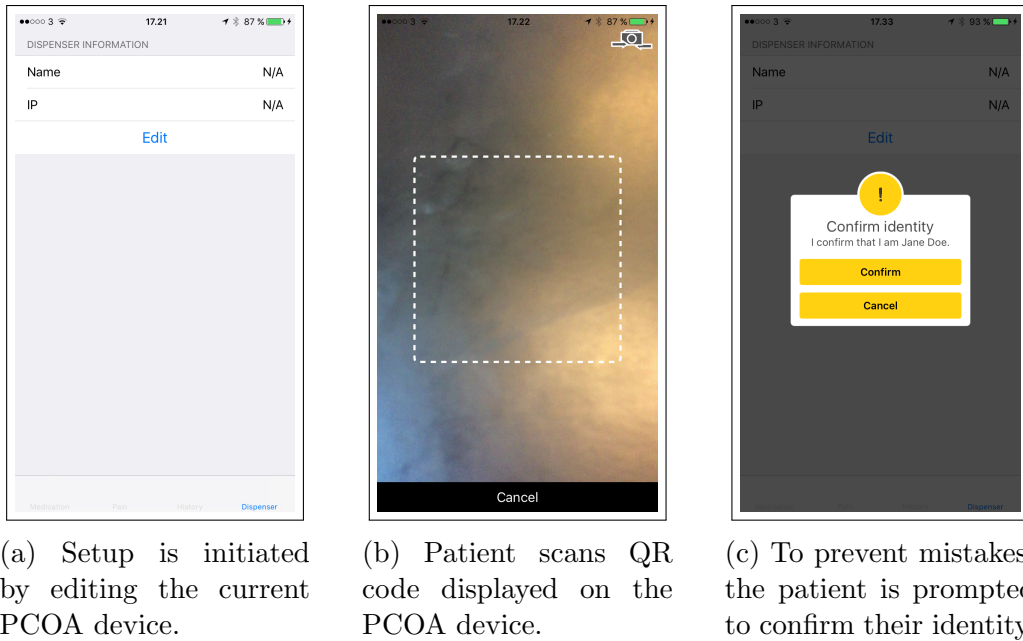 3 17.21 87 %
DISPENSER INFORMATION
Name N/A
IP N/A
Edit
Medication Pain History Dispenser
(a) Setup is initiated
by editing the current
PCOA device.
3 17.22 87 %
Cancel
(b) Patient scans QR
code displayed on the
PCOA device.
3 17.33 93 %
DISPENSER INFORMATION
Name N/A
IP N/A
Edit
!
Confirm identity
I confirm that I am Jane Doe.
Confirm
Cancel
Dispenser
(c) To prevent mistakes
the patient is prompted
to confirm their identity